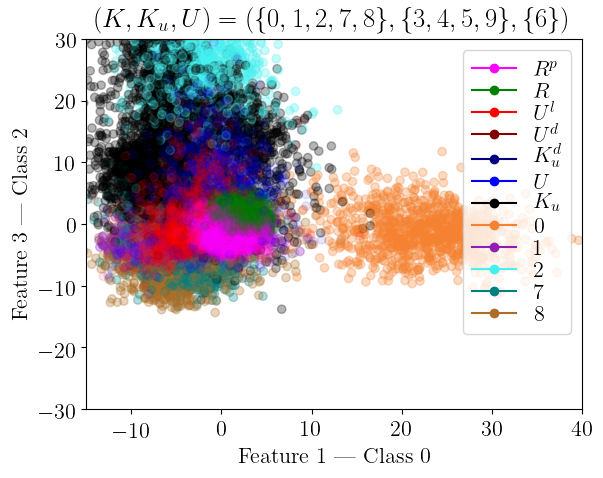 (K, K_u, U) = ({0, 1, 2, 7, 8}, {3, 4, 5, 9}, {6})
30
20
10
0
−10
−20
−30
Feature 3 — Class 2
R^p
R
U^l
U^d
K_u^d
U
K_u
0
1
2
7
8
−10
0
10
20
30
40
Feature 1 — Class 0